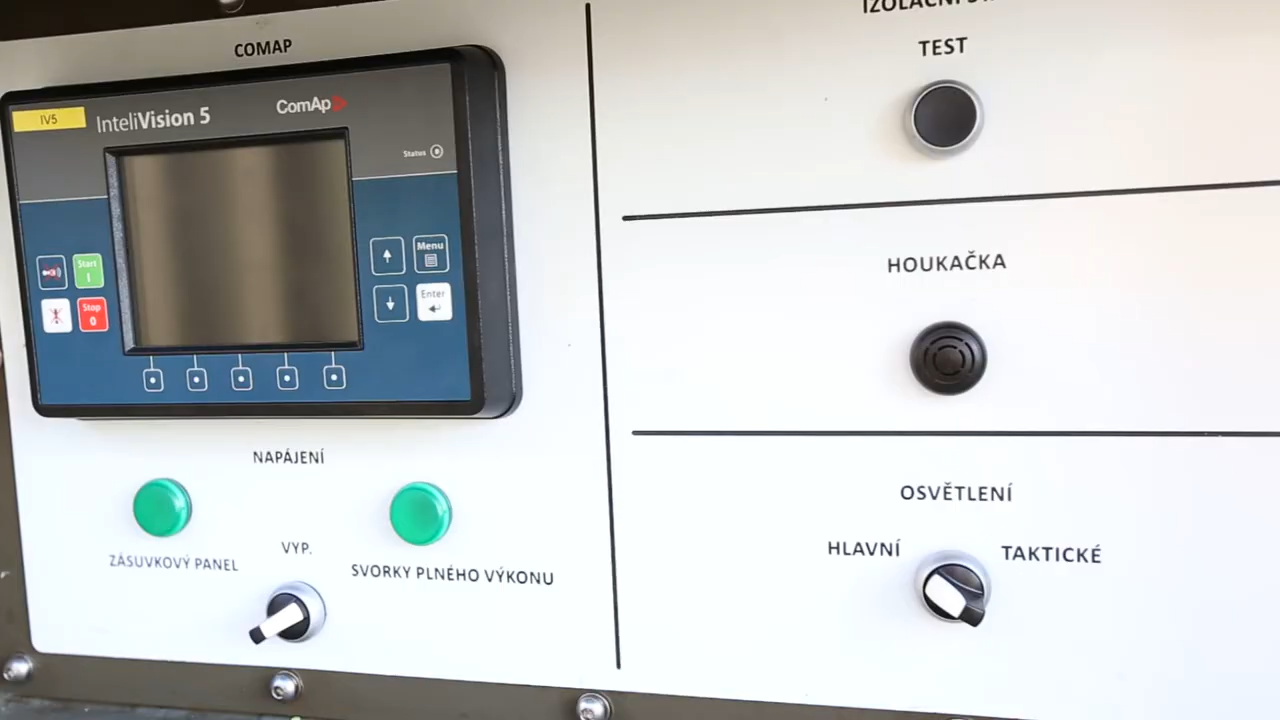 COMAP
IV5
InteliVision 5
ComAp
Status
Start
I
Stop
0
Menu
Enter
NAPÁJENÍ
ZÁSUVKOVÝ PANEL
VYP.
SVORKY PLNÉHO VÝKONU
IZOLAČNÍ
TEST
HOUKAČKA
OSVĚTLENÍ
HLAVNÍ
TAKTICKÉ